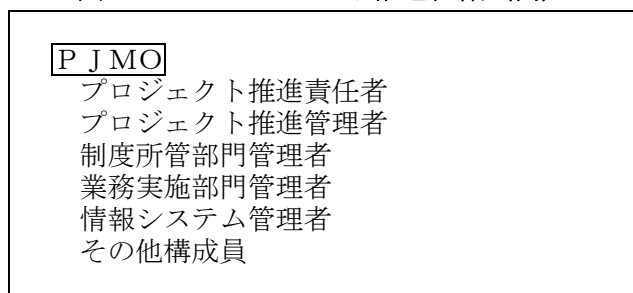 ＰＪＭＯ
プロジェクト推進責任者
プロジェクト推進管理者
制度所管部門管理者
業務実施部門管理者
情報システム管理者
その他構成員